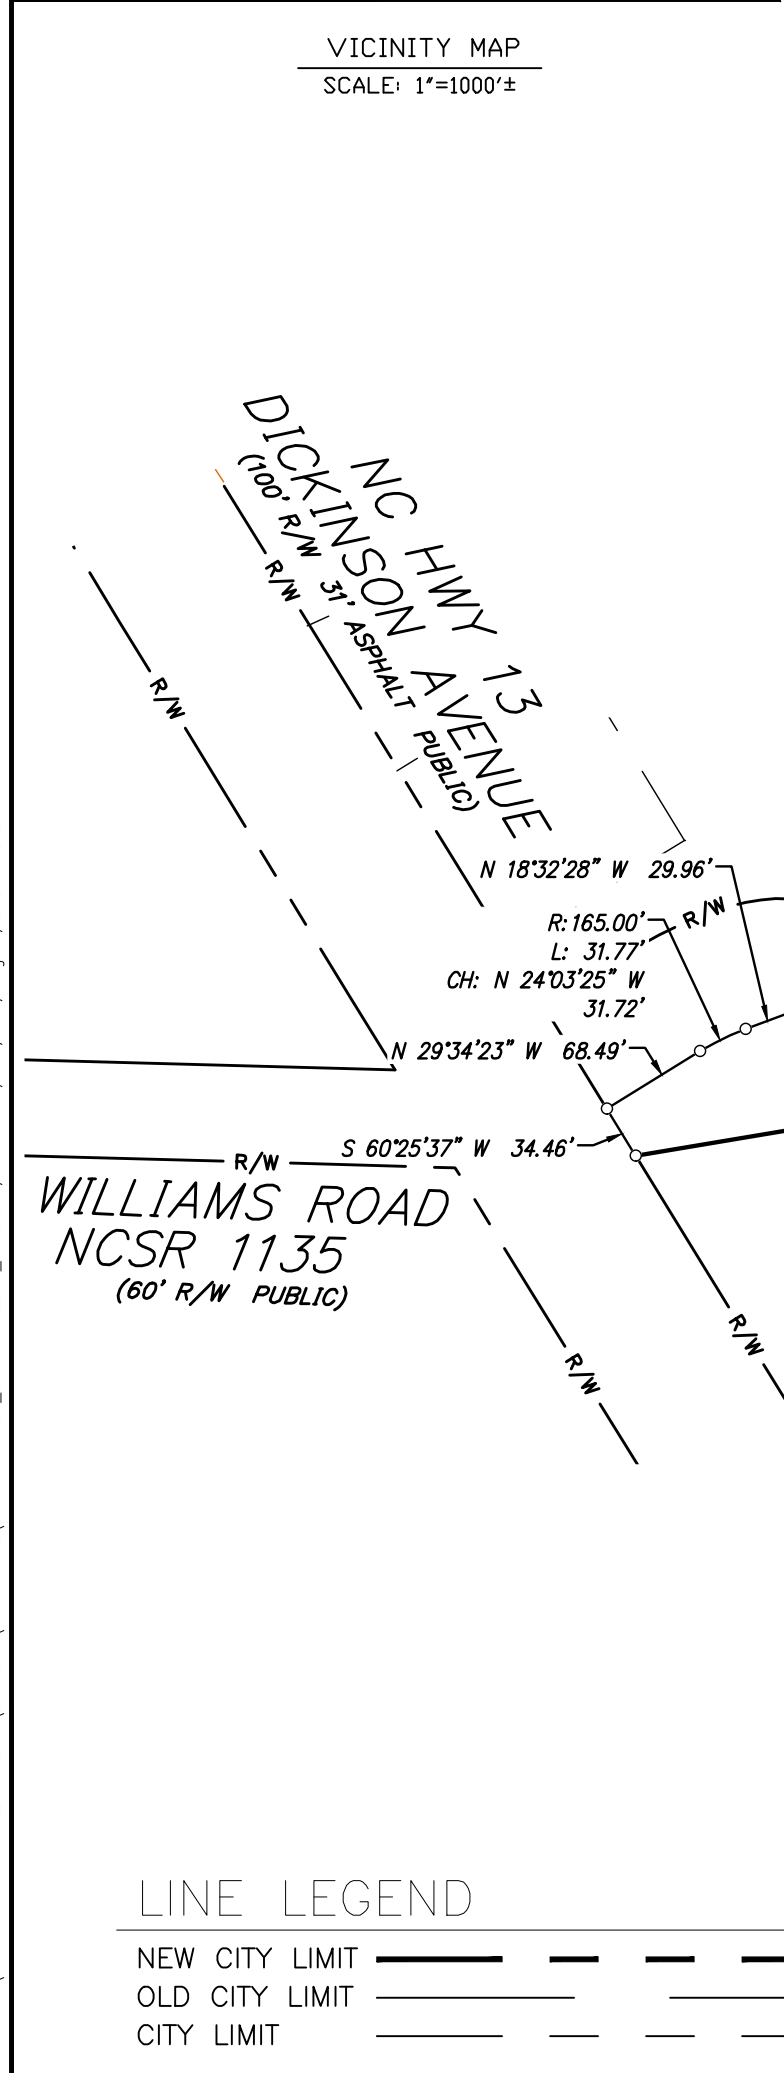 VICINITY MAP
SCALE: 1"=1000'±
NC HWY 13
DICKINSON AVENUE
(100' R/W 31' ASPHALT PUBLIC)
R/W
R/W
N 18°32'28" W 29.96'
R/W
R: 165.00'
L: 31.77'
CH: N 24°03'25" W
31.72'
N 29°34'23" W 68.49'
S 60°25'37" W 34.46'
R/W
WILLIAMS ROAD
NCSR 1135
(60' R/W PUBLIC)
R/W
R/W
LINE LEGEND
NEW CITY LIMIT
OLD CITY LIMIT
CITY LIMIT